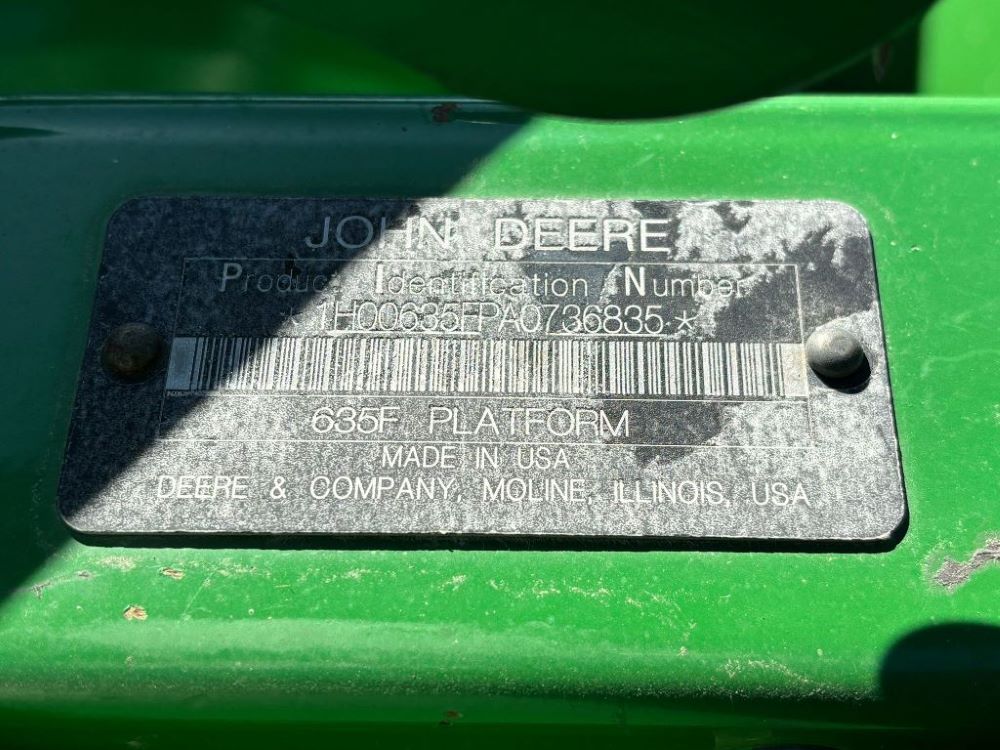 JOHN DEERE
Product Identification Number
*1H00635FPA0736835*
635F PLATFORM
MADE IN USA
DEERE & COMPANY, MOLINE, ILLINOIS, USA